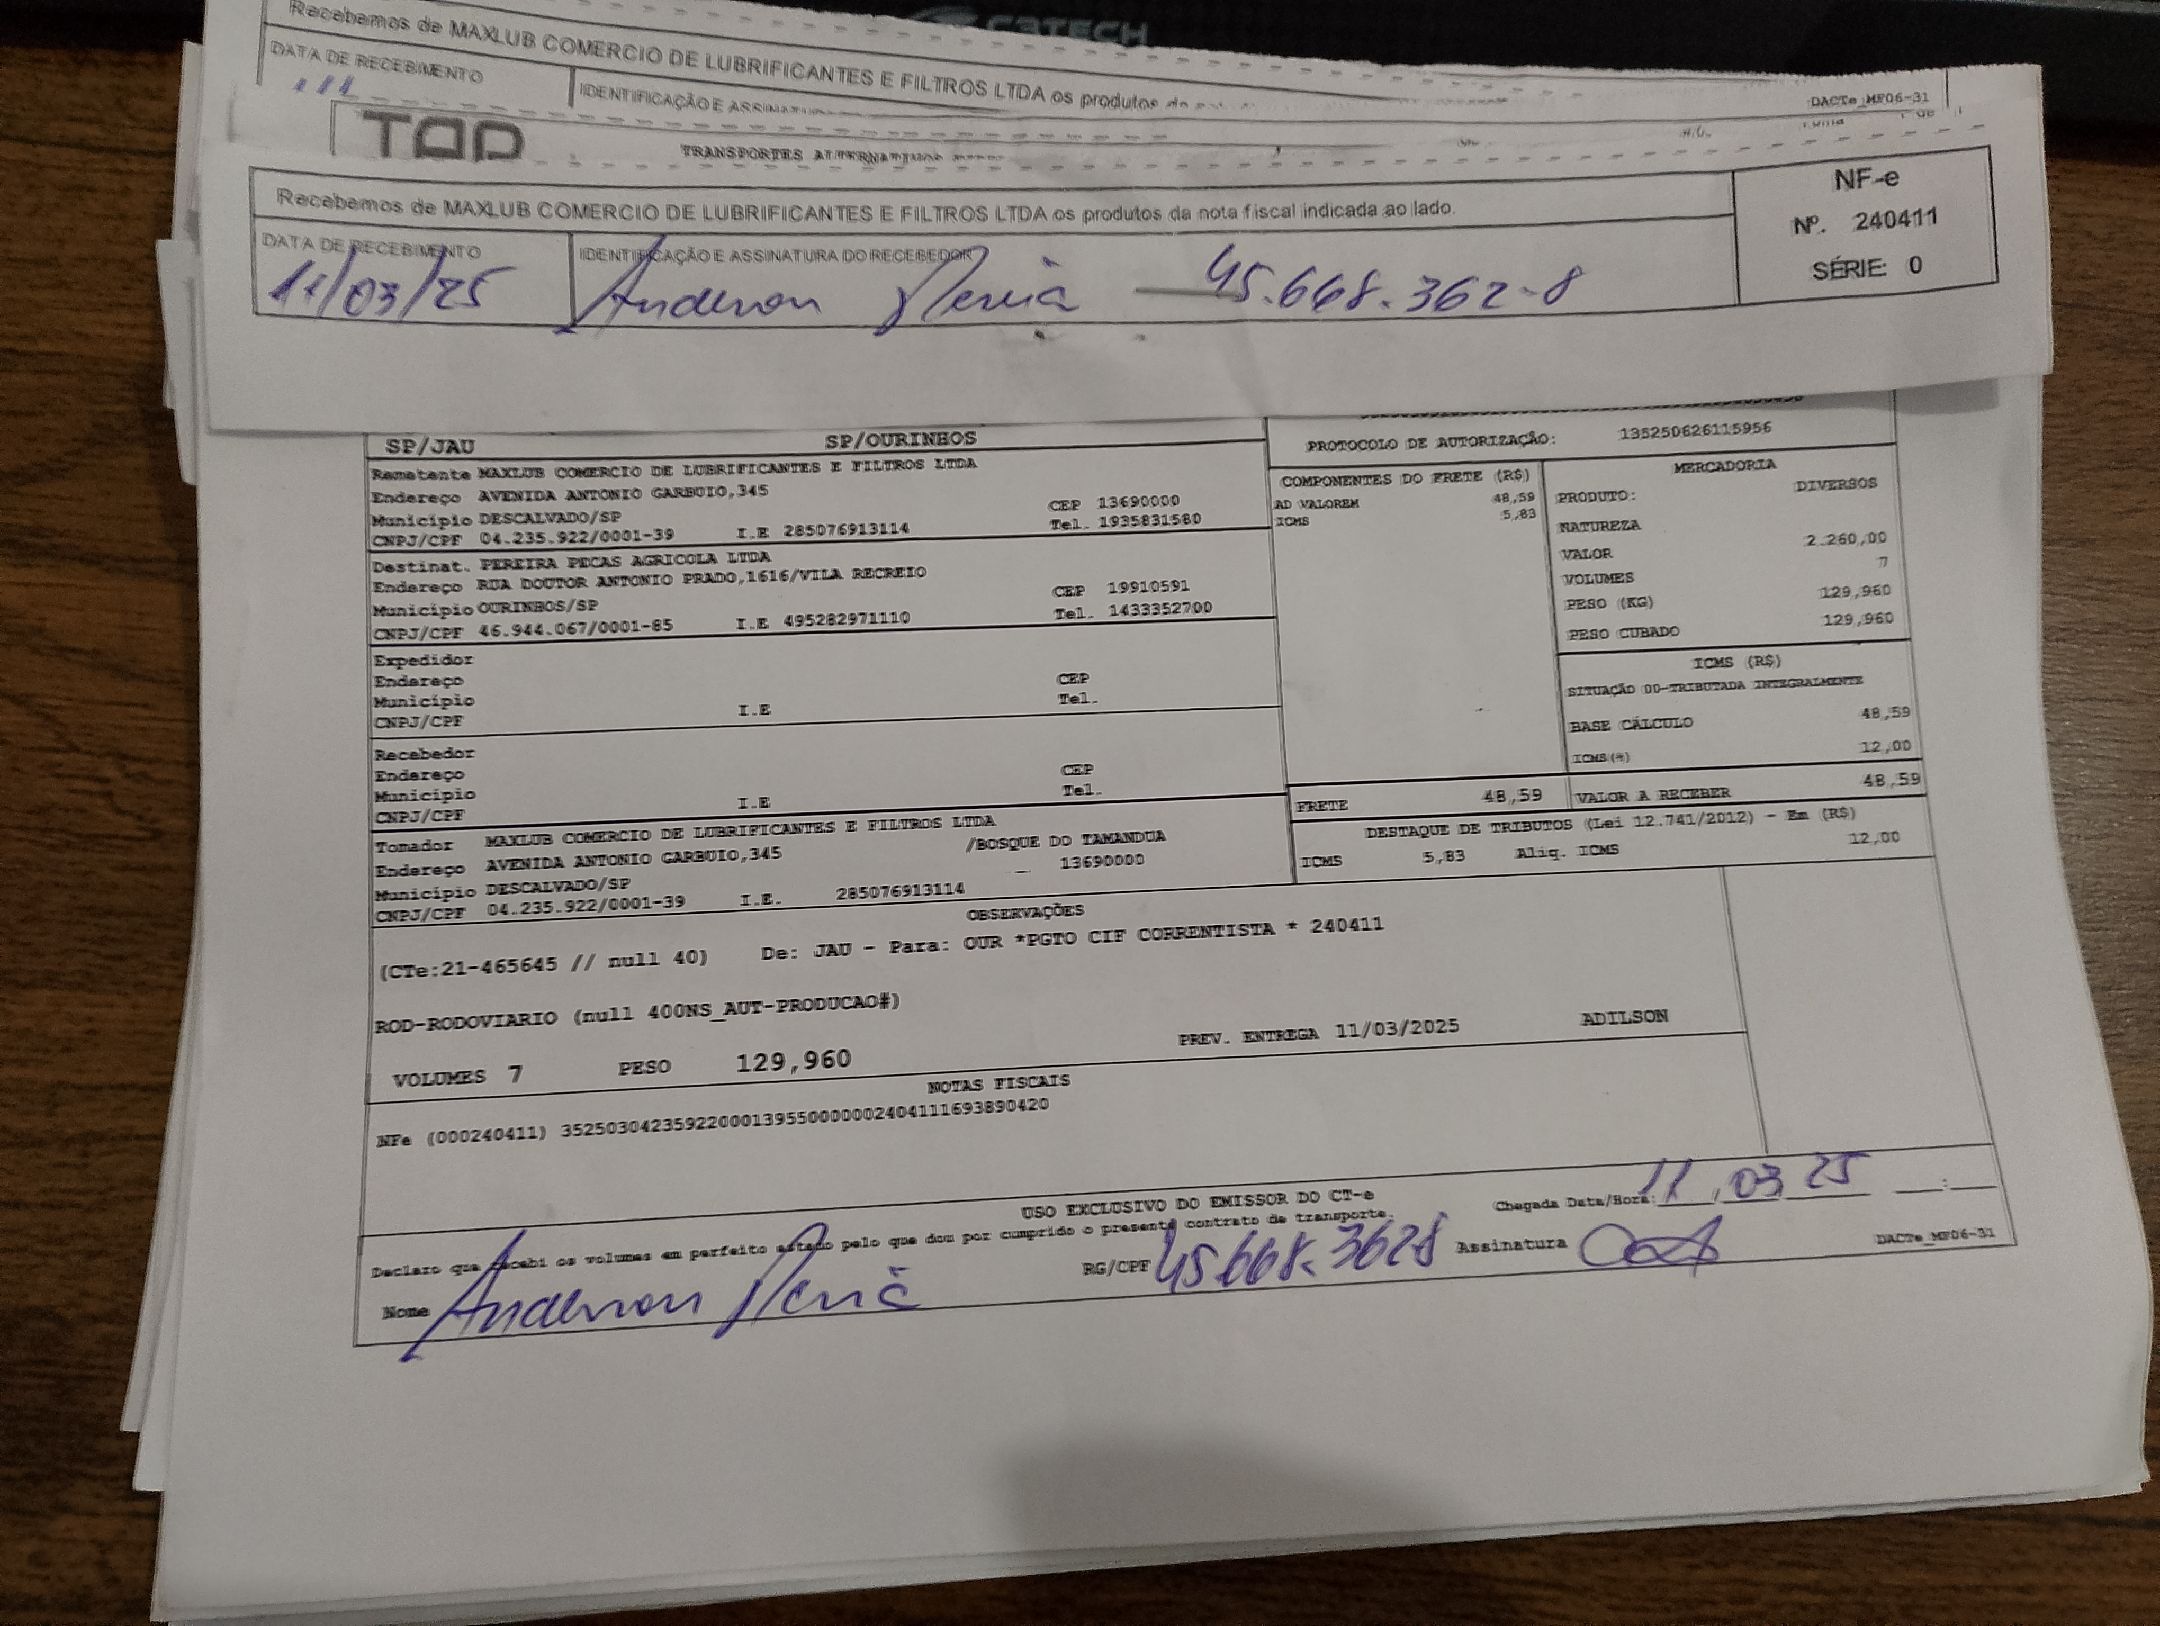 CATECH
Recebemos de MAXLUB COMERCIO DE LUBRIFICANTES E FILTROS LTDA os produtos da
DATA DE RECEBIMENTO
IDENTIFICAÇÃO E
DACTe_MF06-31
TAD
TRANSPORTES
Recebemos de MAXLUB COMERCIO DE LUBRIFICANTES E FILTROS LTDA os produtos da nota fiscal indicada ao lado.
NF-e
Nº. 240411
SÉRIE: 0
DATA DE RECEBIMENTO
IDENTIFICAÇÃO E ASSINATURA DO RECEBEDOR
11/03/25 Anderson 45.668.362-8
SP/JAU SP/OURINHOS
PROTOCOLO DE AUTORIZAÇÃO: 135250626115956
Remetente MAXLUB COMERCIO DE LUBRIFICANTES E FILTROS LTDA
Endereço AVENIDA ANTONIO GARBUIO,345 CEP 13690000
Município DESCALVADO/SP Tel. 1935831580
CNPJ/CPF 04.235.922/0001-39 I.E 285076913114
Destinat. PEREIRA PECAS AGRICOLA LTDA
Endereço RUA DOUTOR ANTONIO PRADO,1616/VILA RECREIO CEP 19910591
Município OURINHOS/SP Tel. 1433352700
CNPJ/CPF 46.944.067/0001-85 I.E 495282971110
Expedidor
Endereço CEP
Município Tel.
CNPJ/CPF I.E
Recebedor
Endereço CEP
Município Tel.
CNPJ/CPF I.E
Tomador MAXLUB COMERCIO DE LUBRIFICANTES E FILTROS LTDA
Endereço AVENIDA ANTONIO GARBUIO,345 /BOSQUE DO TAMANDUA
Município DESCALVADO/SP 13690000
CNPJ/CPF 04.235.922/0001-39 I.E. 285076913114
COMPONENTES DO FRETE (R$)
AD VALOREM 48,59
ICMS 5,83
MERCADORIA
PRODUTO: DIVERSOS
NATUREZA
VALOR 2.260,00
VOLUMES 7
PESO (KG) 129,960
PESO CUBADO 129,960
ICMS (R$)
SITUAÇÃO 00-TRIBUTADA INTEGRALMENTE
BASE CÁLCULO 48,59
ICMS(%) 12,00
FRETE 48,59 VALOR A RECEBER 48,59
DESTAQUE DE TRIBUTOS (Lei 12.741/2012) - Em (R$)
ICMS 5,83 Aliq. ICMS 12,00
OBSERVAÇÕES
(CTe:21-465645 // null 40) De: JAU - Para: OUR *PGTO CIF CORRENTISTA * 240411
ROD-RODOVIARIO (null 400NS_AUT-PRODUCAO#)
VOLUMES 7 PESO 129,960 PREV. ENTREGA 11/03/2025 ADILSON
NOTAS FISCAIS
NFe (000240411) 35250304235922000139550000002404111693890420
USO EXCLUSIVO DO EMISSOR DO CT-e
Declaro que recebi os volumes em perfeito estado pelo que dou por cumprido o presente contrato de transporte.
Chegada Data/Hora: 11 03 25 __:__
Nome Anderson RG/CPF 45.668.3628 Assinatura
DACTe_MF06-31